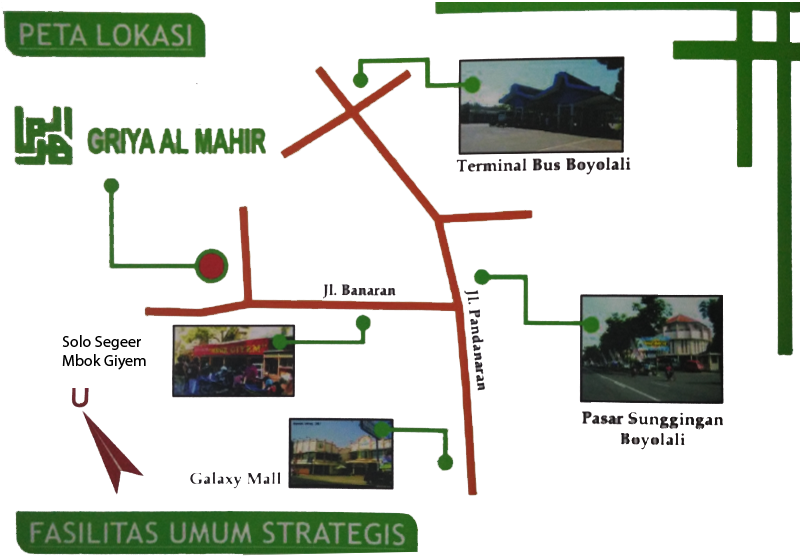 PETA LOKASI
GRIYA AL MAHIR
Terminal Bus Boyolali
Jl. Banaran
Jl. Pandanaran
Solo Segeer
Mbok Giyem
Pasar Sunggingan
Boyolali
U
Galaxy Mall
FASILITAS UMUM STRATEGIS